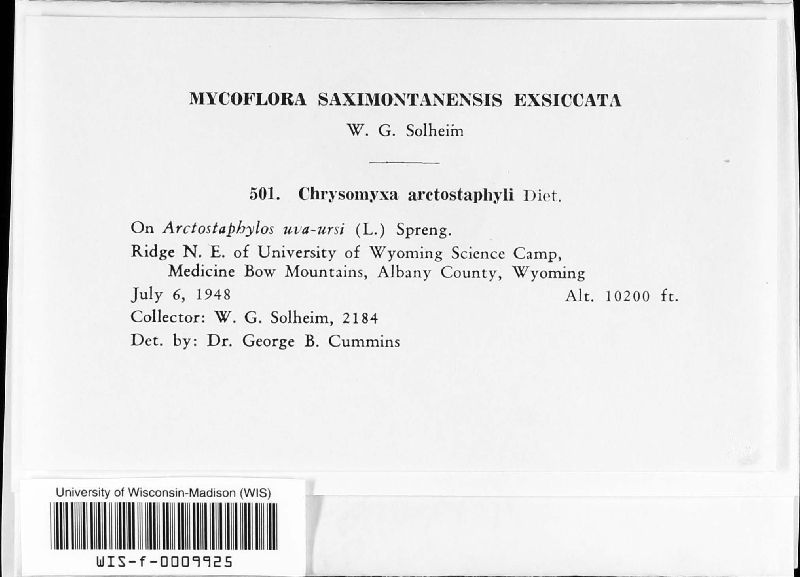 MYCOFLORA SAXIMONTANENSIS EXSICCATA
W. G. Solheim
501. Chrysomyxa arctostaphyli Diet.
On Arctostaphylos uva-ursi (L.) Spreng.
Ridge N. E. of University of Wyoming Science Camp,
Medicine Bow Mountains, Albany County, Wyoming
July 6, 1948 Alt. 10200 ft.
Collector: W. G. Solheim, 2184
Det. by: Dr. George B. Cummins
University of Wisconsin-Madison (WIS)
WIS-f-0009925